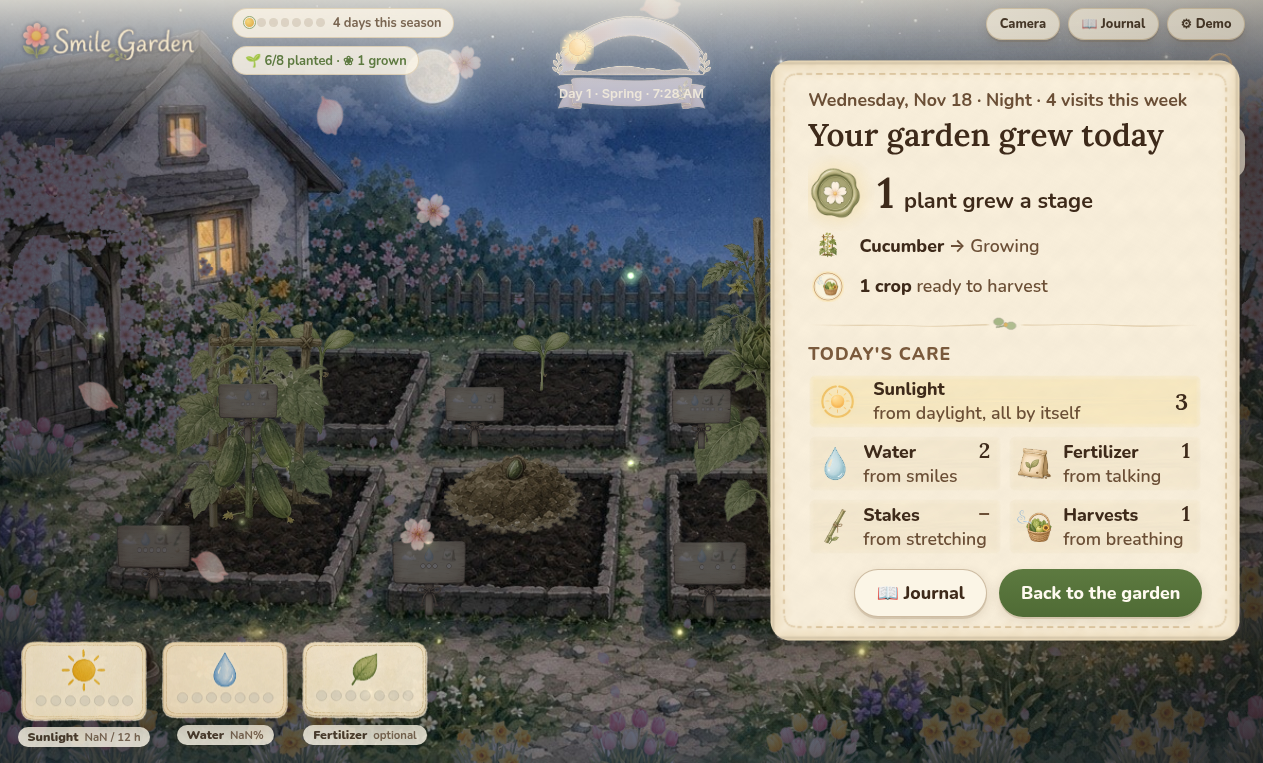 Smile Garden
4 days this season
🌱 6/8 planted · ❀ 1 grown
Day 1 · Spring · 7:28 AM
Camera
📖 Journal
⚙ Demo
Wednesday, Nov 18 · Night · 4 visits this week
Your garden grew today
1 plant grew a stage
Cucumber → Growing
1 crop ready to harvest
TODAY'S CARE
Sunlight
from daylight, all by itself
3
Water 2
from smiles
Fertilizer 1
from talking
Stakes –
from stretching
Harvests 1
from breathing
📖 Journal
Back to the garden
Sunlight NaN / 12 h
Water NaN%
Fertilizer optional